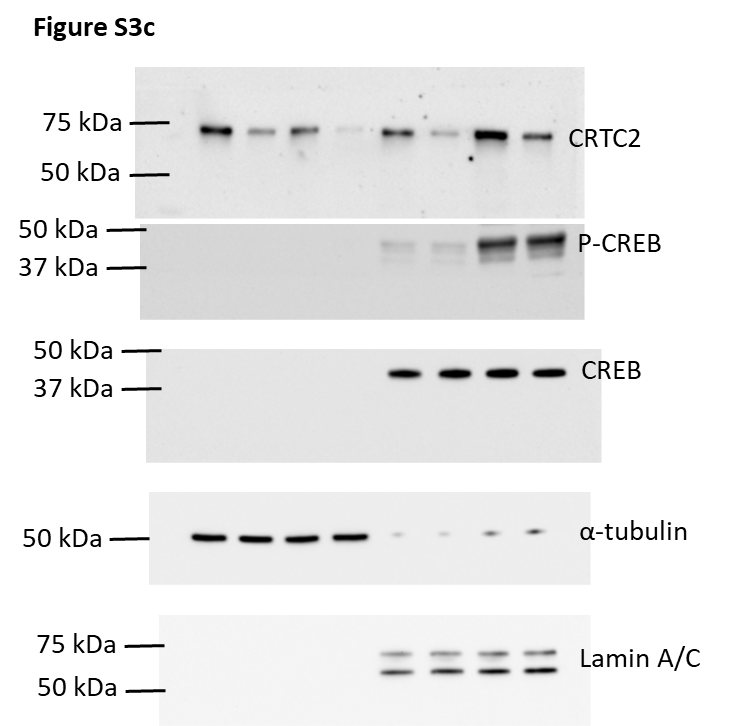 Figure S3c
75 kDa
CRTC2
50 kDa
50 kDa
P-CREB
37 kDa
50 kDa
CREB
37 kDa
50 kDa
α-tubulin
75 kDa
Lamin A/C
50 kDa